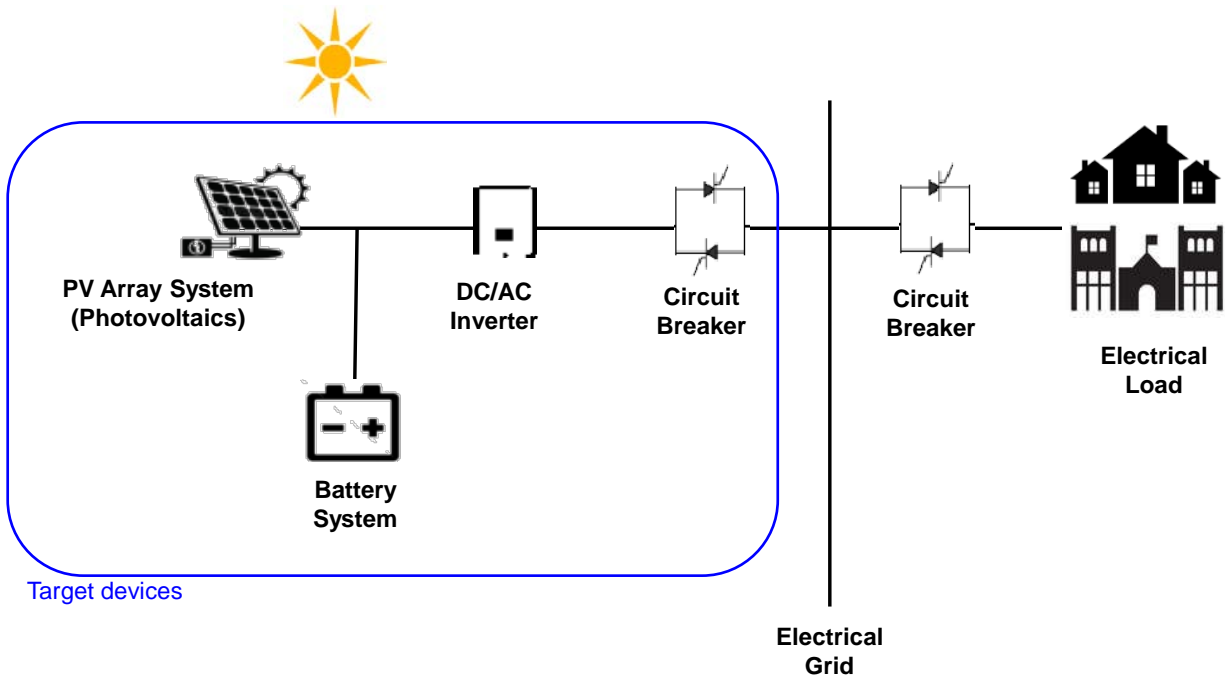 PV Array System
(Photovoltaics)
DC/AC
Inverter
Circuit
Breaker
Circuit
Breaker
Electrical
Load
Battery
System
Target devices
Electrical
Grid